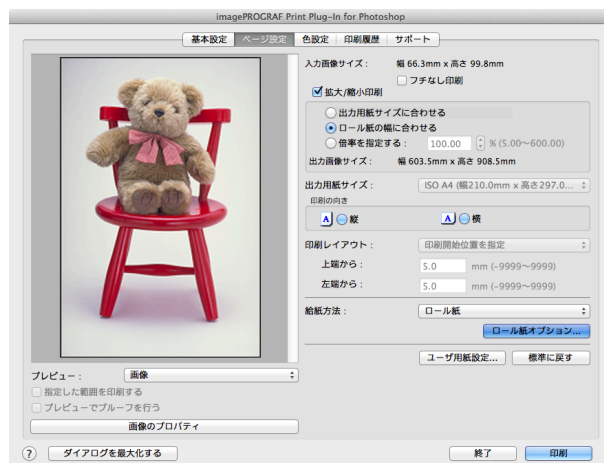 imagePROGRAF Print Plug-In for Photoshop
基本設定 ページ設定 色設定 印刷履歴 サポート
入力画像サイズ： 幅 66.3mm x 高さ 99.8mm
フチなし印刷
拡大/縮小印刷
出力用紙サイズに合わせる
ロール紙の幅に合わせる
倍率を指定する： 100.00 % (5.00〜600.00)
出力画像サイズ： 幅 603.5mm x 高さ 908.5mm
出力用紙サイズ： ISO A4 (幅210.0mm x 高さ297.0...
印刷の向き
A 縦 A 横
印刷レイアウト： 印刷開始位置を指定
上端から： 5.0 mm (-9999〜9999)
左端から： 5.0 mm (-9999〜9999)
給紙方法： ロール紙
ロール紙オプション...
ユーザ用紙設定... 標準に戻す
プレビュー： 画像
指定した範囲を印刷する
プレビューでプルーフを行う
画像のプロパティ
? ダイアログを最大化する 終了 印刷